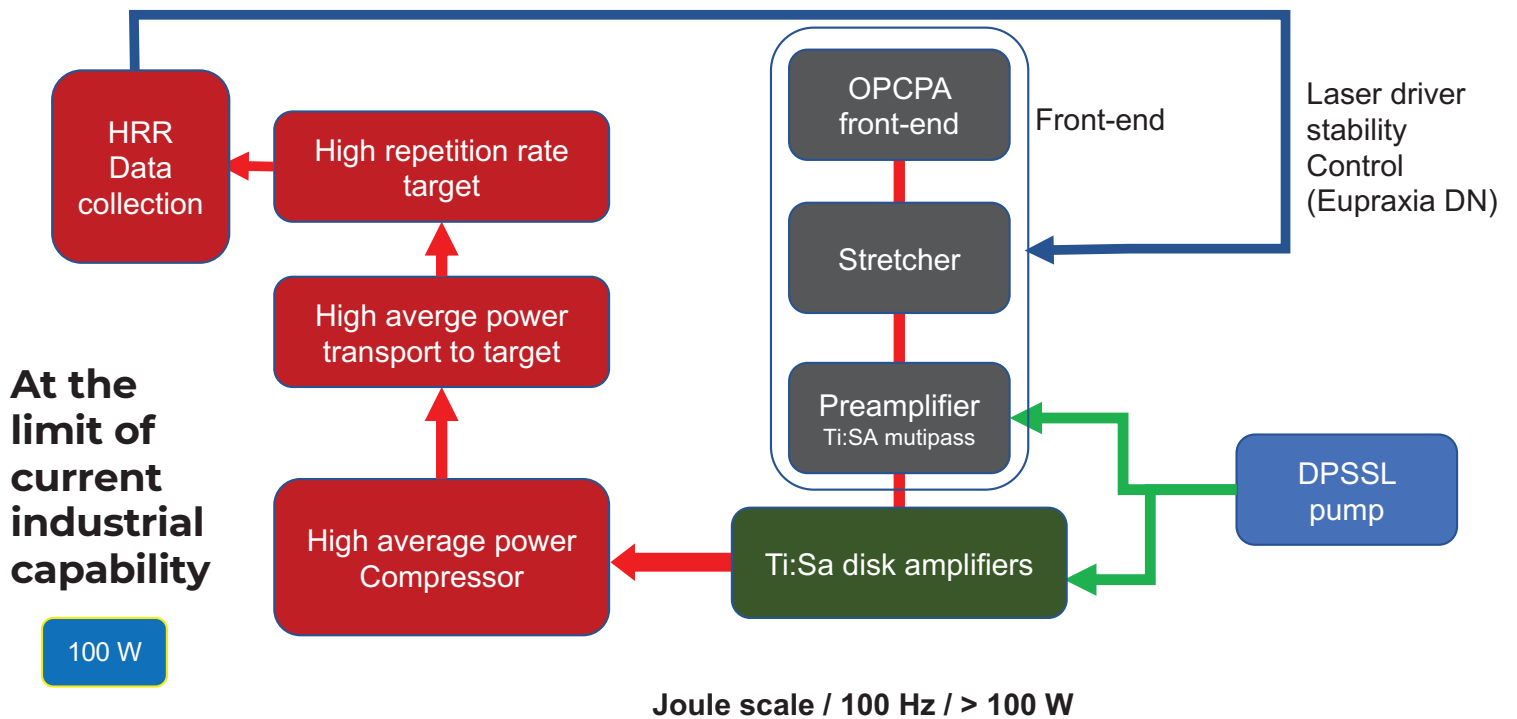 HRR
Data
collection
High repetition rate
target
High averge power
transport to target
At the
limit of
current
industrial
capability
100 W
High average power
Compressor
OPCPA
front-end
Front-end
Stretcher
Preamplifier
Ti:SA mutipass
Ti:Sa disk amplifiers
Laser driver
stability
Control
(Eupraxia DN)
DPSSL
pump
Joule scale / 100 Hz / > 100 W